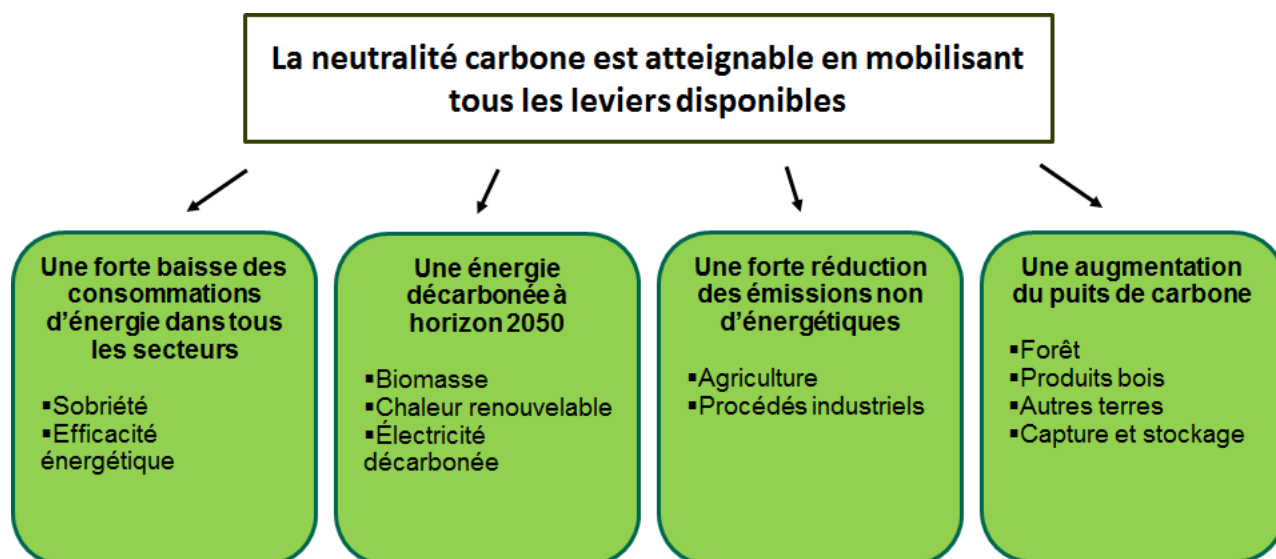 La neutralité carbone est atteignable en mobilisant
tous les leviers disponibles
Une forte baisse des
consommations
d'énergie dans tous
les secteurs
▪Sobriété
▪Efficacité
énergétique
Une énergie
décarbonée à
horizon 2050
▪Biomasse
▪Chaleur renouvelable
▪Électricité
décarbonée
Une forte réduction
des émissions non
d'énergétiques
▪Agriculture
▪Procédés industriels
Une augmentation
du puits de carbone
▪Forêt
▪Produits bois
▪Autres terres
▪Capture et stockage